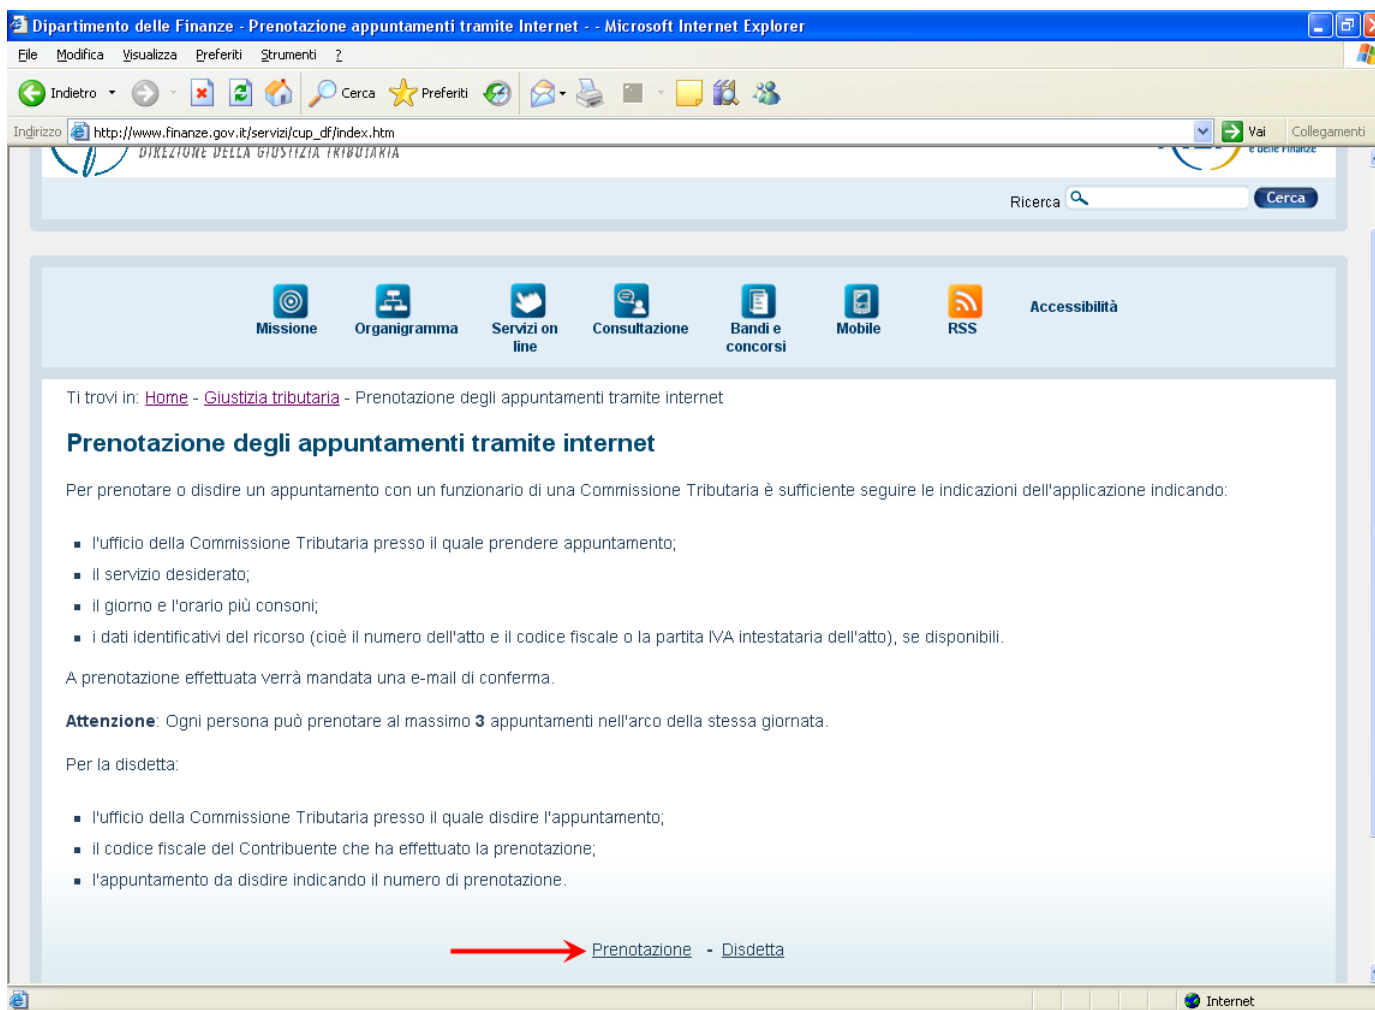 Dipartimento delle Finanze - Prenotazione appuntamenti tramite Internet - - Microsoft Internet Explorer
File Modifica Visualizza Preferiti Strumenti ?
Indietro Cerca Preferiti
Indirizzo http://www.finanze.gov.it/servizi/cup_df/index.htm Vai Collegamenti
DIREZIONE DELLA GIUSTIZIA TRIBUTARIA e delle Finanze
Ricerca Cerca
Missione Organigramma Servizi on line Consultazione Bandi e concorsi Mobile RSS Accessibilità
Ti trovi in: Home - Giustizia tributaria - Prenotazione degli appuntamenti tramite internet
Prenotazione degli appuntamenti tramite internet
Per prenotare o disdire un appuntamento con un funzionario di una Commissione Tributaria è sufficiente seguire le indicazioni dell'applicazione indicando:
l'ufficio della Commissione Tributaria presso il quale prendere appuntamento;
il servizio desiderato;
il giorno e l'orario più consoni;
i dati identificativi del ricorso (cioè il numero dell'atto e il codice fiscale o la partita IVA intestataria dell'atto), se disponibili.
A prenotazione effettuata verrà mandata una e-mail di conferma.
Attenzione: Ogni persona può prenotare al massimo 3 appuntamenti nell'arco della stessa giornata.
Per la disdetta:
l'ufficio della Commissione Tributaria presso il quale disdire l'appuntamento;
il codice fiscale del Contribuente che ha effettuato la prenotazione;
l'appuntamento da disdire indicando il numero di prenotazione.
Prenotazione - Disdetta
Internet